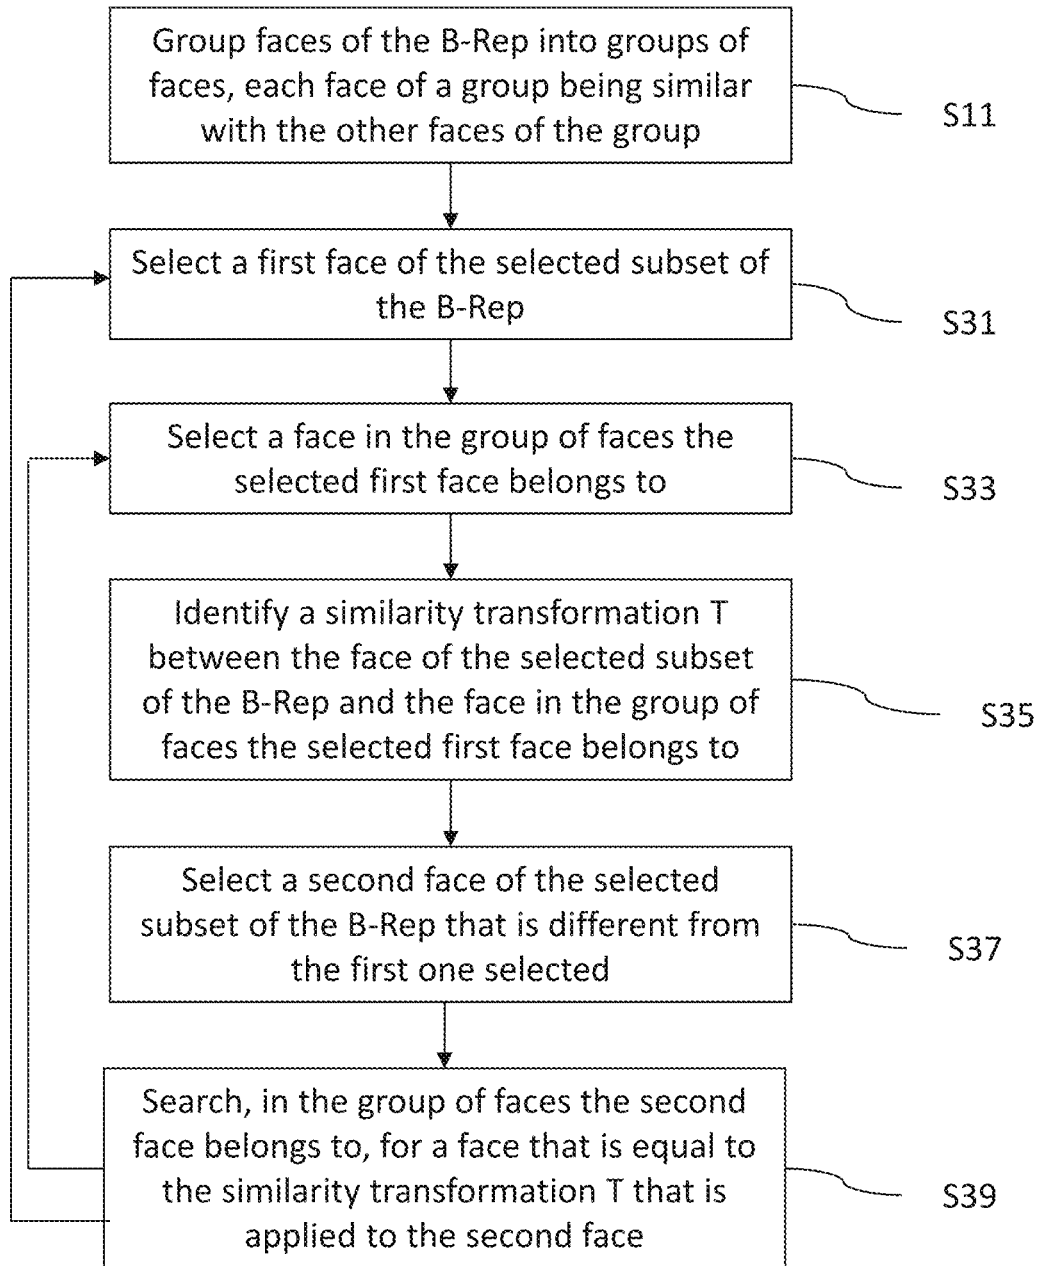 Group faces of the B-Rep into groups of
faces, each face of a group being similar
with the other faces of the group
S11
Select a first face of the selected subset of
the B-Rep
S31
Select a face in the group of faces the
selected first face belongs to
S33
Identify a similarity transformation T
between the face of the selected subset
of the B-Rep and the face in the group of
faces the selected first face belongs to
S35
Select a second face of the selected
subset of the B-Rep that is different from
the first one selected
S37
Search, in the group of faces the second
face belongs to, for a face that is equal to
the similarity transformation T that is
applied to the second face
S39